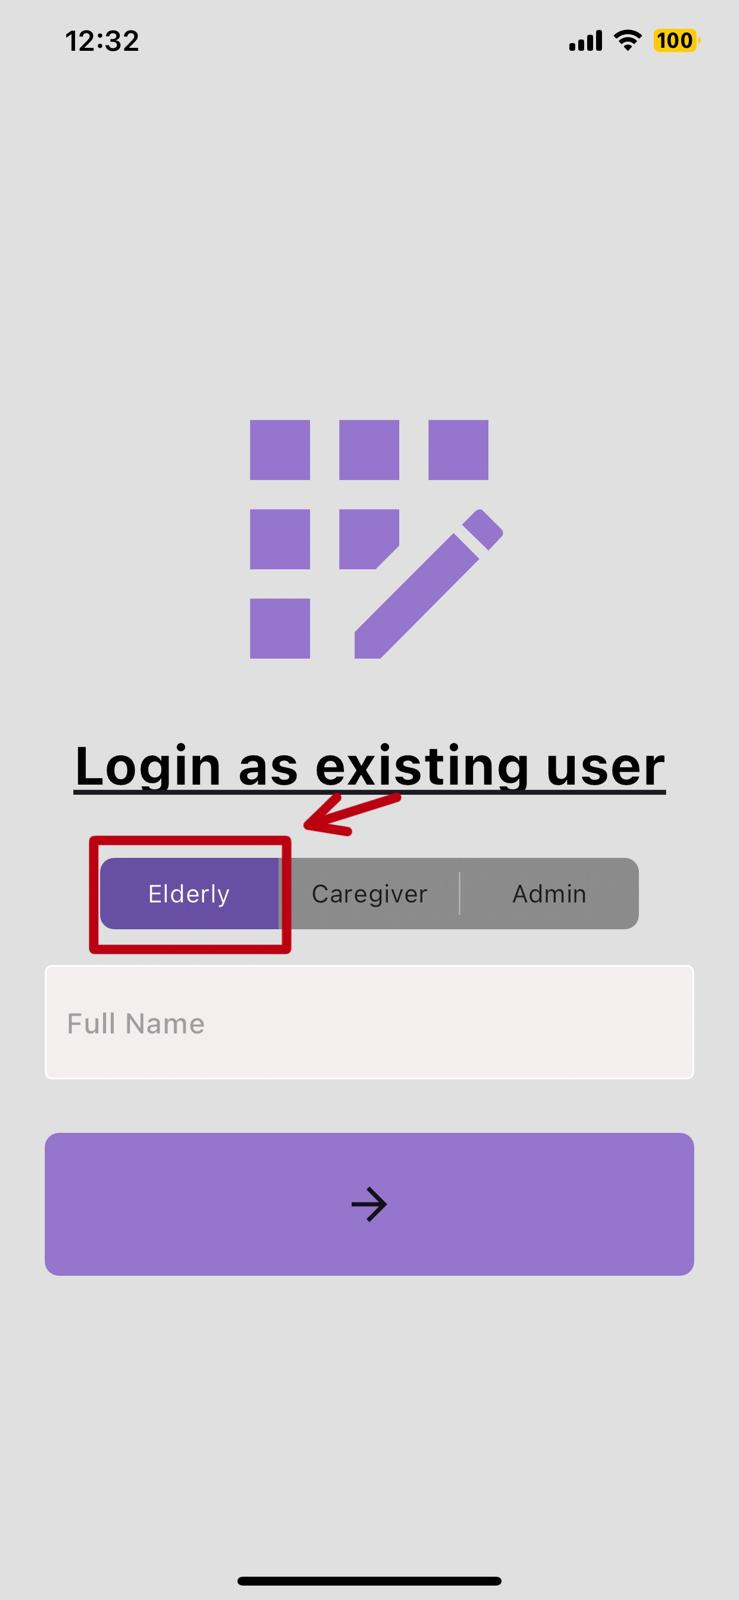 12:32
100
Login as existing user
Elderly Caregiver Admin
Full Name